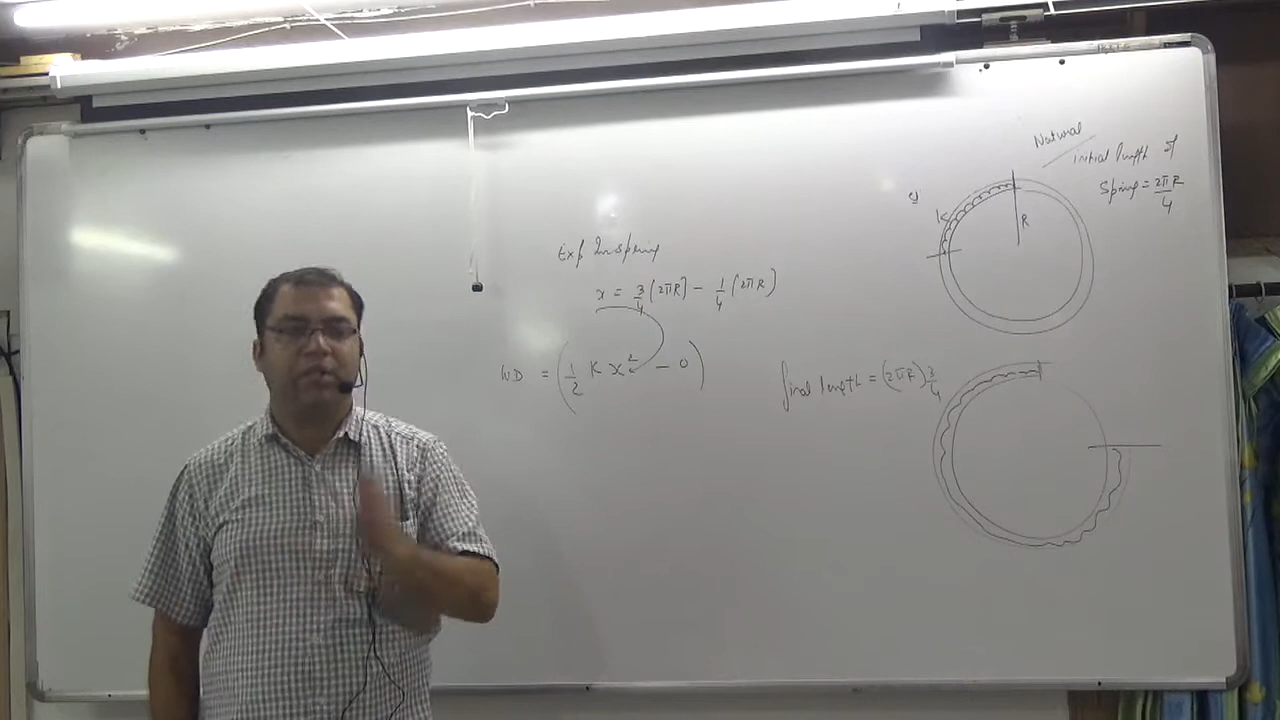 Exp In spring
x = 3/4 (2πR) - 1/4 (2πR)
WD = (1/2 K x² - 0)
Natural
initial length of
spring = 2πR/4
K
R
final length = (2πR) 3/4